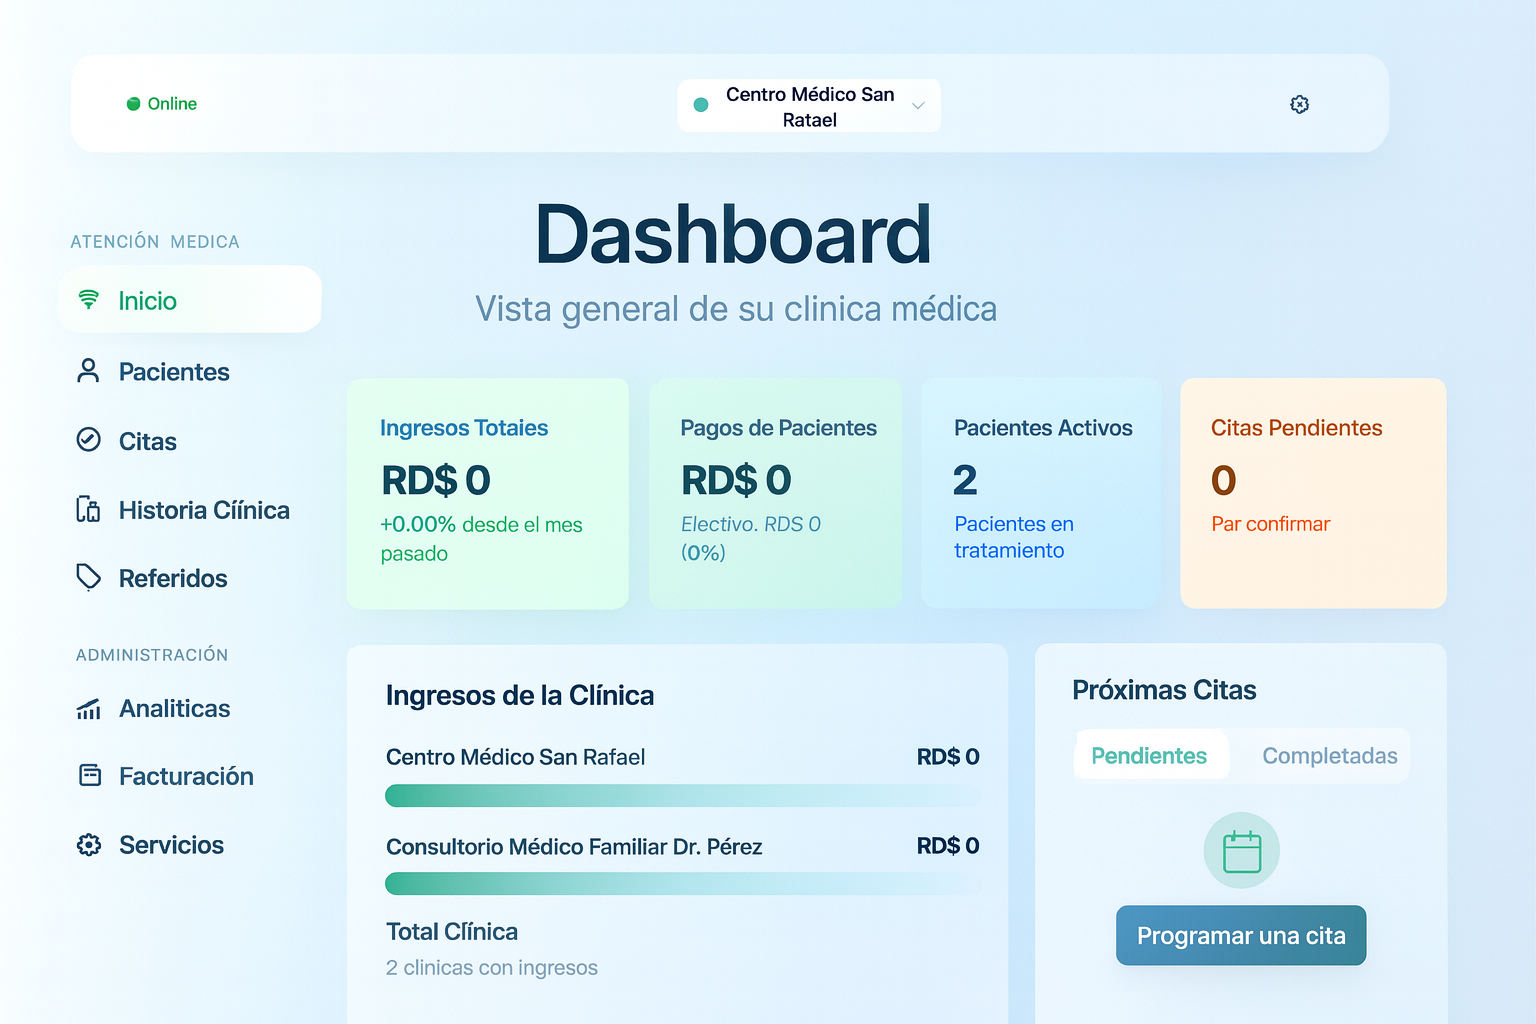 Online
Centro Médico San
Ratael
ATENCIÓN MEDICA
Inicio
Pacientes
Citas
Historia Cíínica
Referidos
ADMINISTRACIÓN
Analiticas
Facturación
Servicios
Dashboard
Vista general de su clinica médica
Ingresos Totaies
RD$ 0
+0.00% desde el mes
pasado
Pagos de Pacientes
RD$ 0
Electivo. RDS 0
(0%)
Pacientes Activos
2
Pacientes en
tratamiento
Citas Pendientes
0
Par confirmar
Ingresos de la Clínica
Centro Médico San Rafael RD$ 0
Consultorio Médico Familiar Dr. Pérez RD$ 0
Total Clínica
2 clinicas con ingresos
Próximas Citas
Pendientes Completadas
Programar una cita